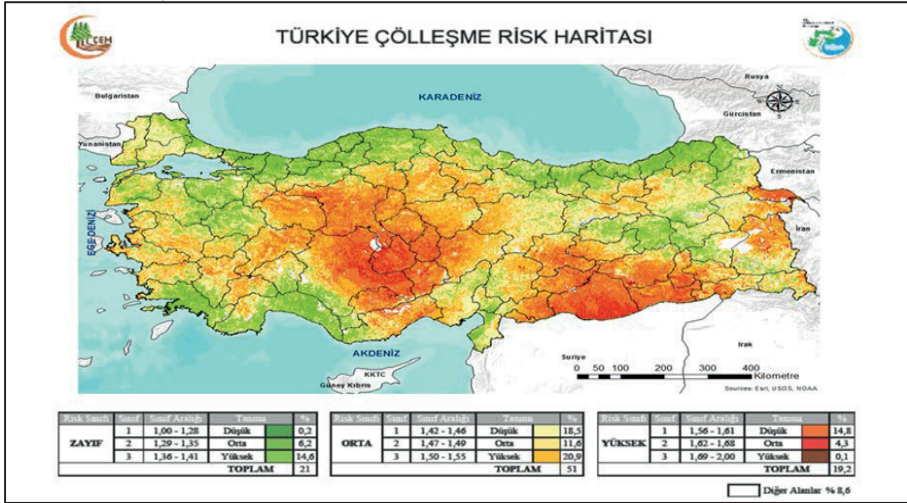 ÇEM
TÜRKİYE ÇÖLLEŞME RİSK HARİTASI
Bulgaristan
Rusya
KARADENİZ
Gürcistan
Yunanistan
Ermenistan
EGE DENİZİ
İran
AKDENİZ
Suriye
Irak
KKTC
Güney Kıbrıs
0 50 100 200 300 400
Kilometre
Sources: Esri, USGS, NOAA
Risk Sınıfı Sınıf Sınıf Aralığı Tanımı %
ZAYIF 1 1,00 - 1,28 Düşük 0,2
2 1,29 - 1,35 Orta 6,2
3 1,36 - 1,41 Yüksek 14,6
TOPLAM 21
Risk Sınıfı Sınıf Sınıf Aralığı Tanımı %
ORTA 1 1,42 - 1,46 Düşük 18,5
2 1,47 - 1,49 Orta 11,6
3 1,50 - 1,55 Yüksek 20,9
TOPLAM 51
Risk Sınıfı Sınıf Sınıf Aralığı Tanımı %
YÜKSEK 1 1,56 - 1,61 Düşük 14,8
2 1,62 - 1,68 Orta 4,3
3 1,69 - 2,00 Yüksek 0,1
TOPLAM 19,2
Diğer Alanlar % 8,6